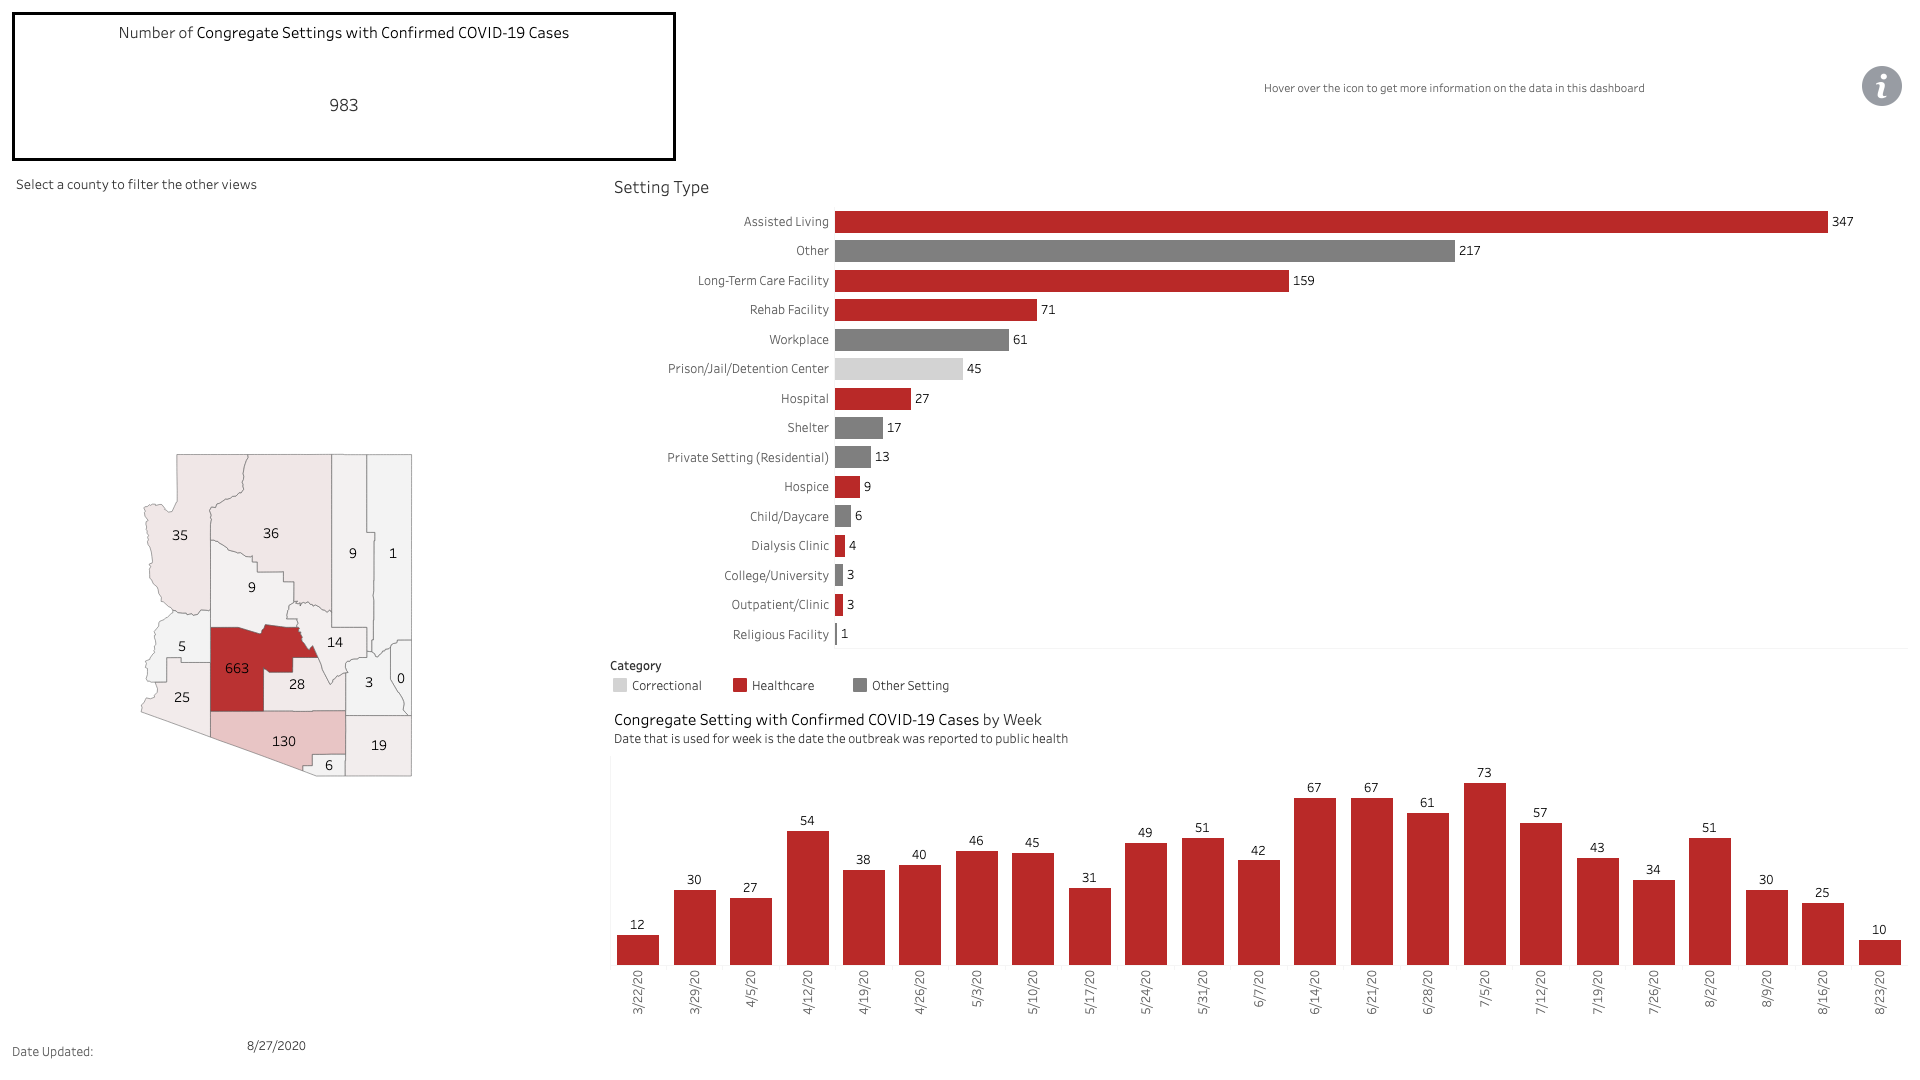 Number of Congregate Settings with Confirmed COVID-19 Cases
983
Hover over the icon to get more information on the data in this dashboard
i
Select a county to filter the other views
35
36
9
1
9
5
14
663
28
3
0
25
130
19
6
Setting Type
Assisted Living 347
Other 217
Long-Term Care Facility 159
Rehab Facility 71
Workplace 61
Prison/Jail/Detention Center 45
Hospital 27
Shelter 17
Private Setting (Residential) 13
Hospice 9
Child/Daycare 6
Dialysis Clinic 4
College/University 3
Outpatient/Clinic 3
Religious Facility 1
Category
Correctional Healthcare Other Setting
Congregate Setting with Confirmed COVID-19 Cases by Week
Date that is used for week is the date the outbreak was reported to public health
12 30 27 54 38 40 46 45 31 49 51 42 67 67 61 73 57 43 34 51 30 25 10
3/22/20 3/29/20 4/5/20 4/12/20 4/19/20 4/26/20 5/3/20 5/10/20 5/17/20 5/24/20 5/31/20 6/7/20 6/14/20 6/21/20 6/28/20 7/5/20 7/12/20 7/19/20 7/26/20 8/2/20 8/9/20 8/16/20 8/23/20
Date Updated: 8/27/2020